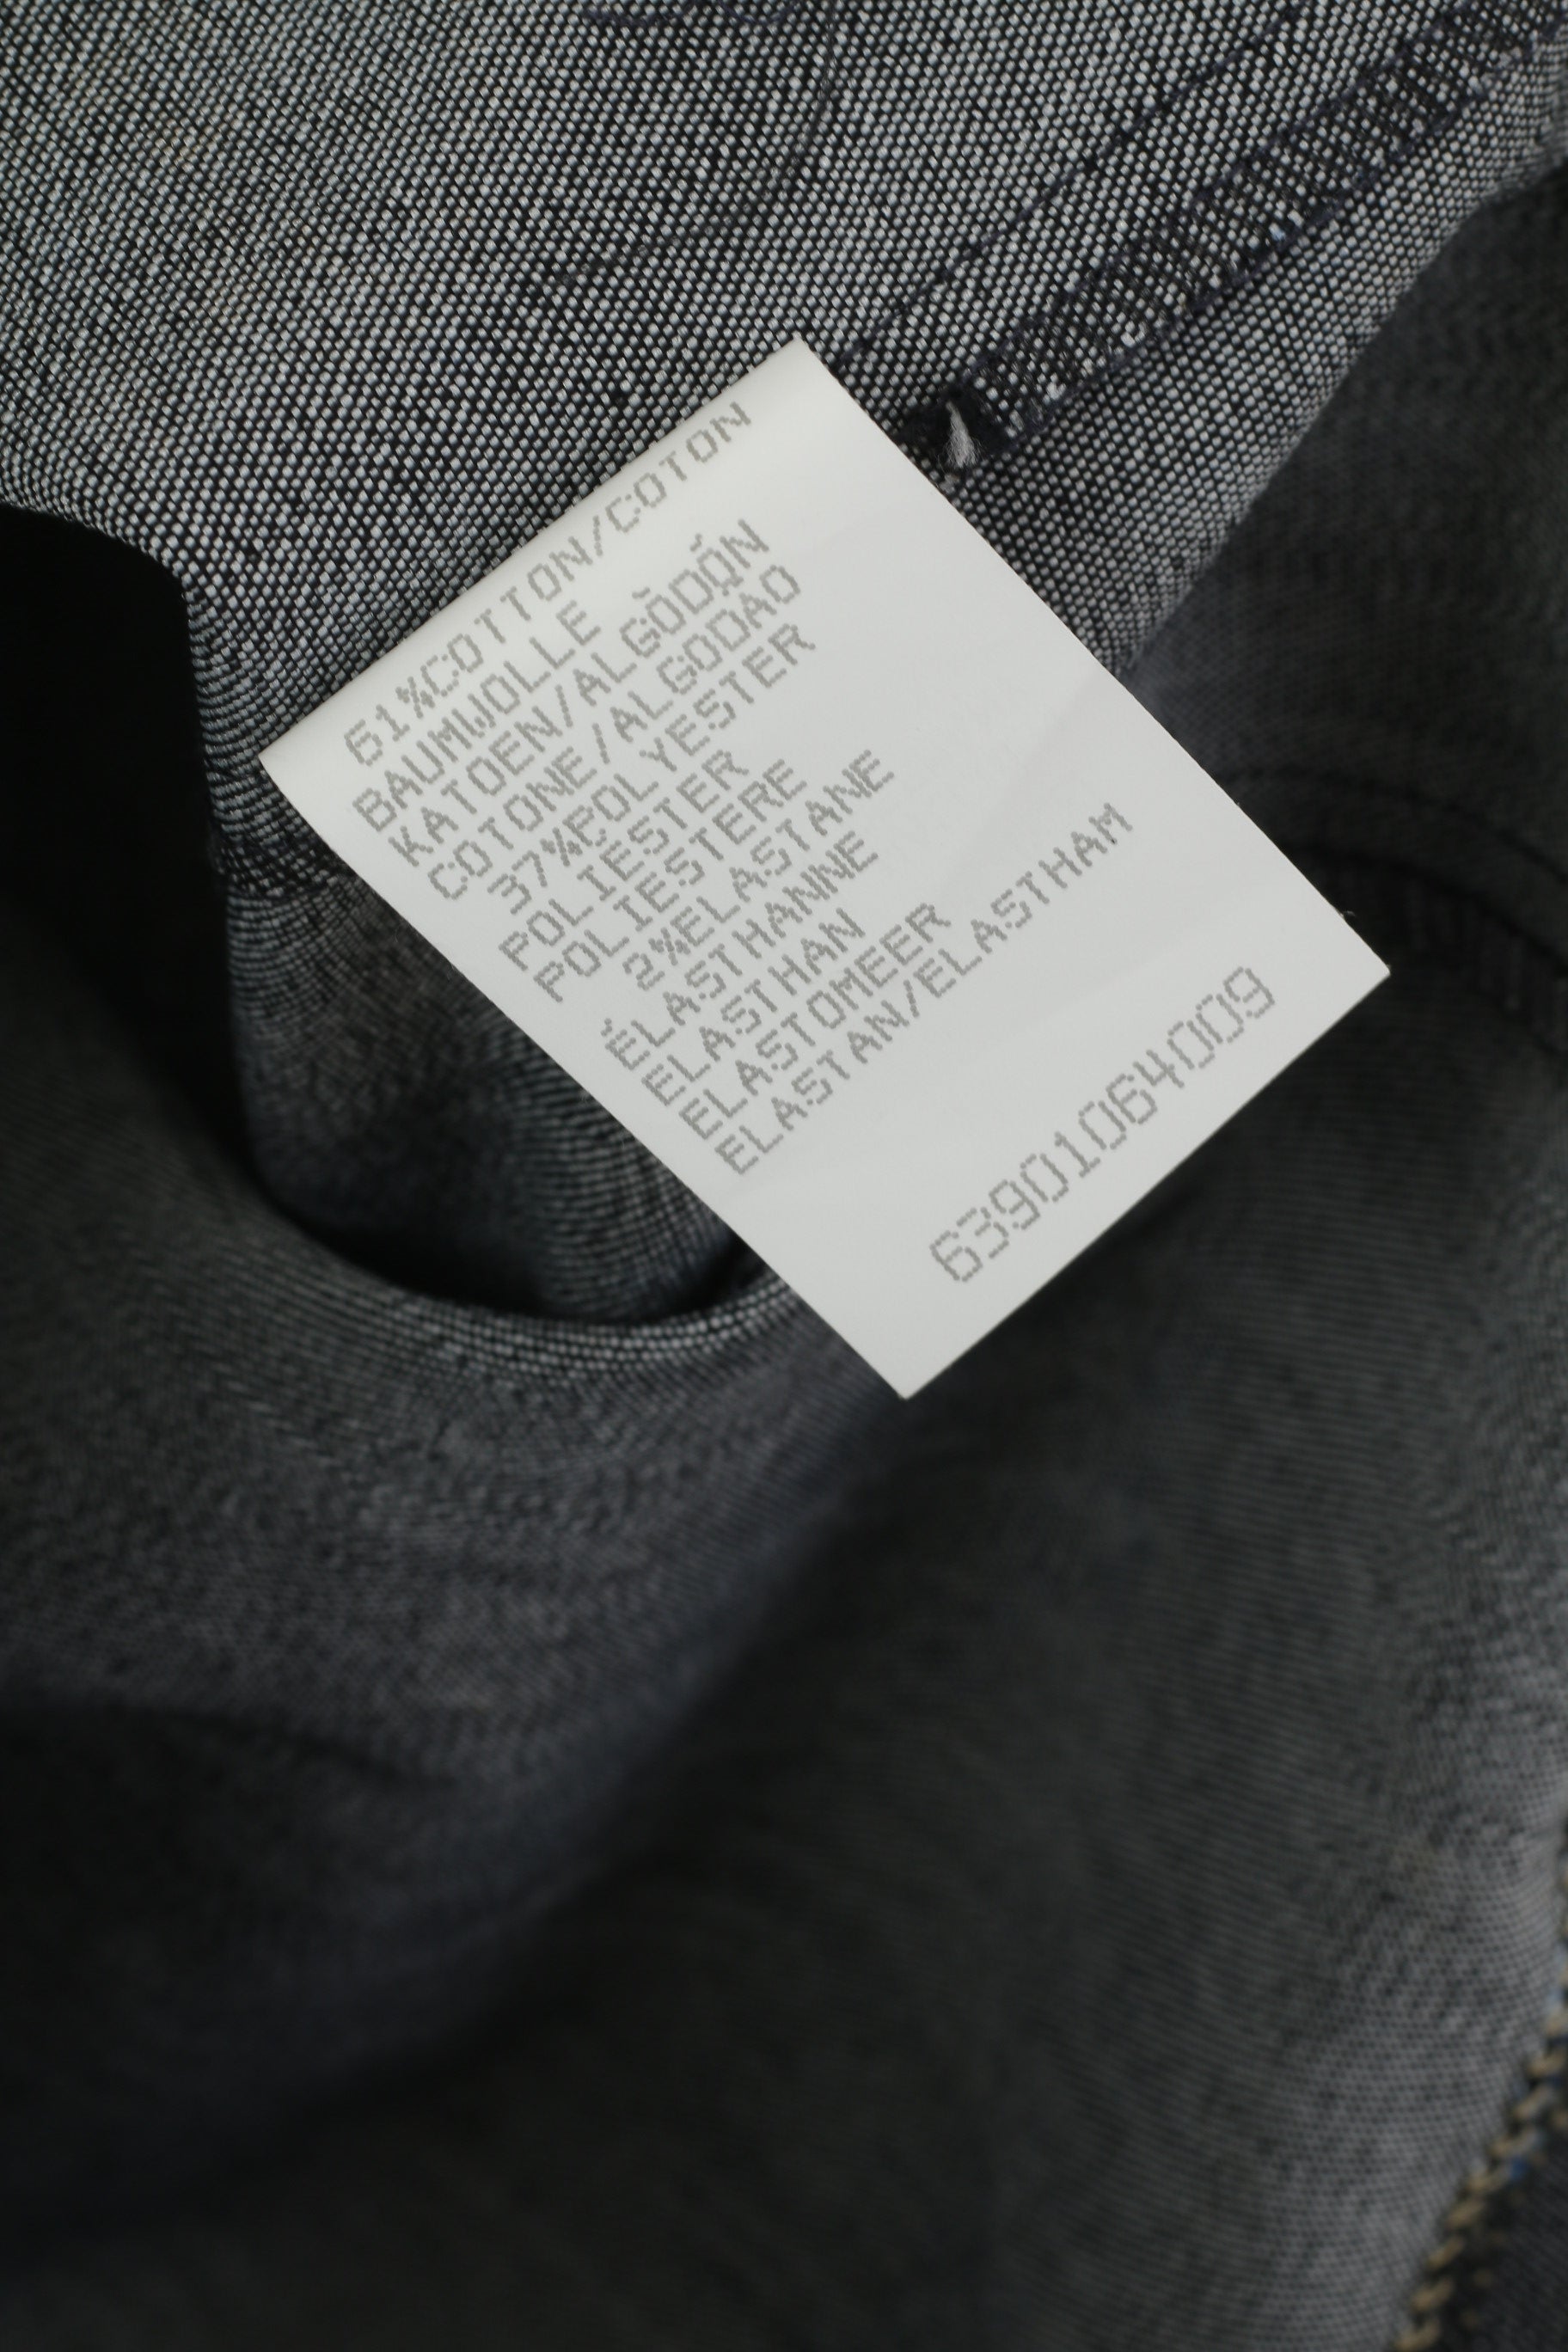 61%COTTON/COTON
BAUMWOLLE
KATOEN/ALGODÓN
COTONE/ALGODÃO
37%POLYESTER
POLIESTER
POLIESTERE
2%ELASTANE
ÉLASTHANNE
ELASTHAN
ELASTOMEER
ELASTAN/ELASTHAM
63901064009